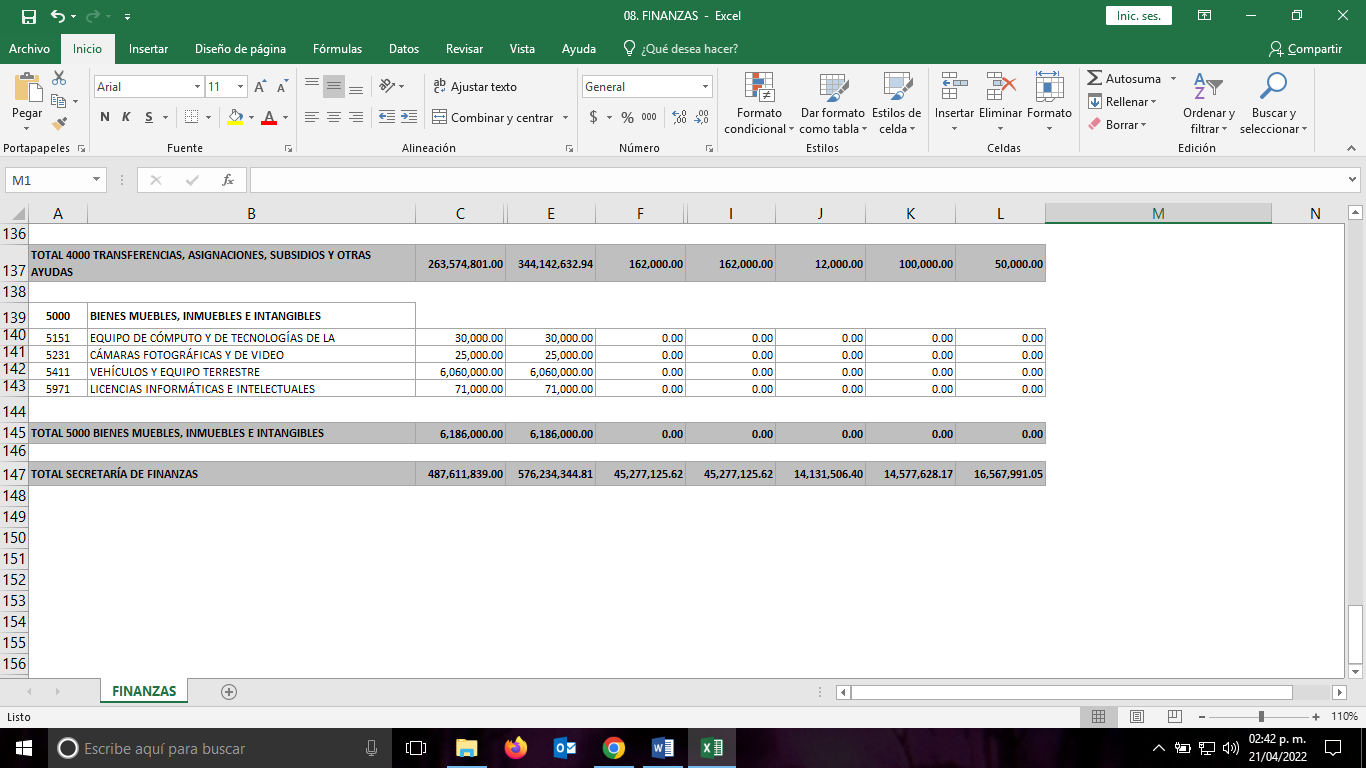 08. FINANZAS - Excel
Inic. ses.
Archivo Inicio Insertar Diseño de página Fórmulas Datos Revisar Vista Ayuda ¿Qué desea hacer? Compartir
Pegar
Portapapeles
Arial 11
N K S
Fuente
Ajustar texto
Combinar y centrar
Alineación
General
$ % 000
Número
Formato condicional
Dar formato como tabla
Estilos de celda
Estilos
Insertar Eliminar Formato
Celdas
Autosuma
Rellenar
Borrar
Ordenar y filtrar
Buscar y seleccionar
Edición
M1
fx
A B C E F I J K L M N
136
137 TOTAL 4000 TRANSFERENCIAS, ASIGNACIONES, SUBSIDIOS Y OTRAS AYUDAS 263,574,801.00 344,142,632.94 162,000.00 162,000.00 12,000.00 100,000.00 50,000.00
138
139 5000 BIENES MUEBLES, INMUEBLES E INTANGIBLES
140 5151 EQUIPO DE CÓMPUTO Y DE TECNOLOGÍAS DE LA 30,000.00 30,000.00 0.00 0.00 0.00 0.00 0.00
141 5231 CÁMARAS FOTOGRÁFICAS Y DE VIDEO 25,000.00 25,000.00 0.00 0.00 0.00 0.00 0.00
142 5411 VEHÍCULOS Y EQUIPO TERRESTRE 6,060,000.00 6,060,000.00 0.00 0.00 0.00 0.00 0.00
143 5971 LICENCIAS INFORMÁTICAS E INTELECTUALES 71,000.00 71,000.00 0.00 0.00 0.00 0.00 0.00
144
145 TOTAL 5000 BIENES MUEBLES, INMUEBLES E INTANGIBLES 6,186,000.00 6,186,000.00 0.00 0.00 0.00 0.00 0.00
146
147 TOTAL SECRETARÍA DE FINANZAS 487,611,839.00 576,234,344.81 45,277,125.62 45,277,125.62 14,131,506.40 14,577,628.17 16,567,991.05
148
149
150
151
152
153
154
155
156
FINANZAS
Listo
110%
Escribe aquí para buscar
02:42 p. m.
21/04/2022